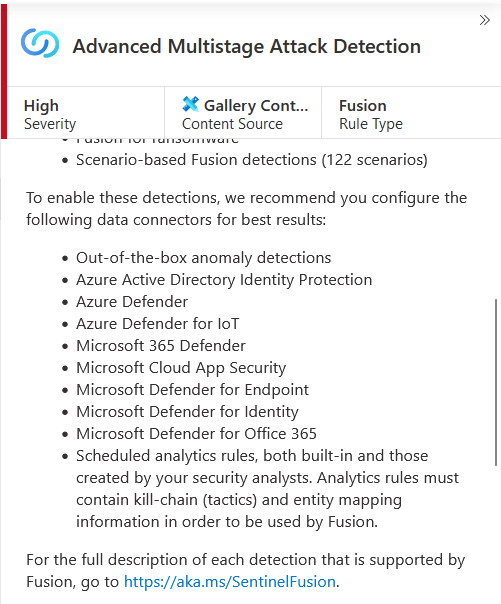 Advanced Multistage Attack Detection
High
Severity
Gallery Cont...
Content Source
Fusion
Rule Type
• Fusion for ransomware
• Scenario-based Fusion detections (122 scenarios)
To enable these detections, we recommend you configure the
following data connectors for best results:
• Out-of-the-box anomaly detections
• Azure Active Directory Identity Protection
• Azure Defender
• Azure Defender for IoT
• Microsoft 365 Defender
• Microsoft Cloud App Security
• Microsoft Defender for Endpoint
• Microsoft Defender for Identity
• Microsoft Defender for Office 365
• Scheduled analytics rules, both built-in and those
created by your security analysts. Analytics rules must
contain kill-chain (tactics) and entity mapping
information in order to be used by Fusion.
For the full description of each detection that is supported by
Fusion, go to https://aka.ms/SentinelFusion.